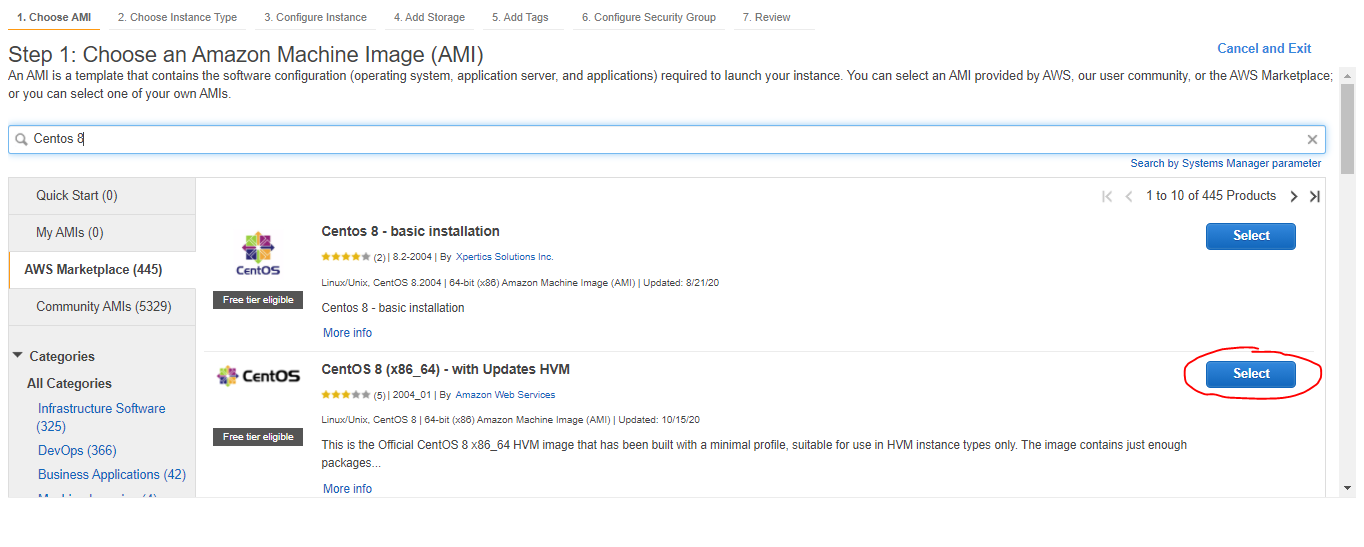 1. Choose AMI 2. Choose Instance Type 3. Configure Instance 4. Add Storage 5. Add Tags 6. Configure Security Group 7. Review
Step 1: Choose an Amazon Machine Image (AMI)
Cancel and Exit
An AMI is a template that contains the software configuration (operating system, application server, and applications) required to launch your instance. You can select an AMI provided by AWS, our user community, or the AWS Marketplace;
or you can select one of your own AMIs.
Centos 8
Search by Systems Manager parameter
Quick Start (0)
My AMIs (0)
AWS Marketplace (445)
Community AMIs (5329)
Categories
All Categories
Infrastructure Software
(325)
DevOps (366)
Business Applications (42)
1 to 10 of 445 Products
CentOS
Free tier eligible
Centos 8 - basic installation
Select
(2) | 8.2-2004 | By Xpertics Solutions Inc.
Linux/Unix, CentOS 8.2004 | 64-bit (x86) Amazon Machine Image (AMI) | Updated: 8/21/20
Centos 8 - basic installation
More info
CentOS
Free tier eligible
CentOS 8 (x86_64) - with Updates HVM
Select
(5) | 2004_01 | By Amazon Web Services
Linux/Unix, CentOS 8 | 64-bit (x86) Amazon Machine Image (AMI) | Updated: 10/15/20
This is the Official CentOS 8 x86_64 HVM image that has been built with a minimal profile, suitable for use in HVM instance types only. The image contains just enough
packages...
More info